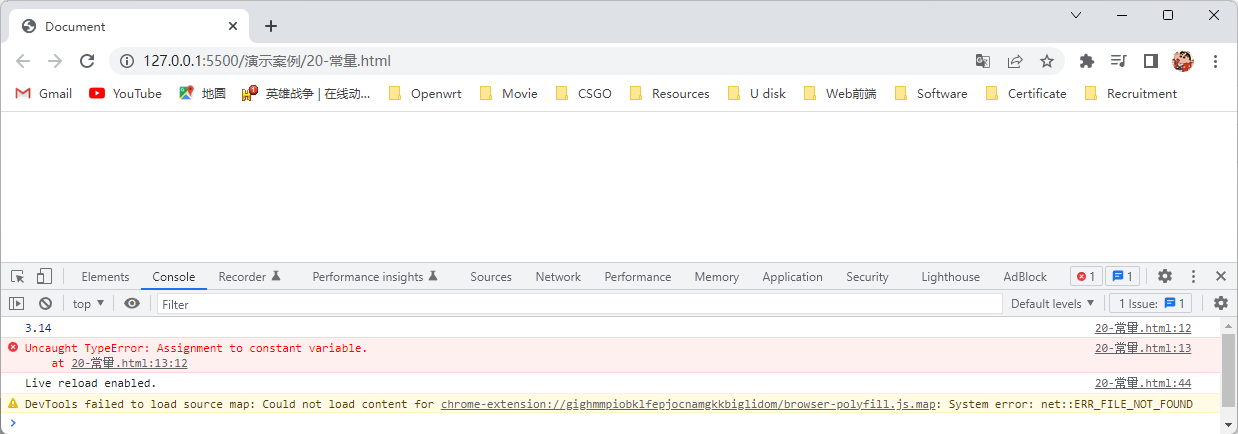 Document
127.0.0.1:5500/演示案例/20-常量.html
Gmail YouTube 地图 英雄战争 | 在线动... Openwrt Movie CSGO Resources U disk Web前端 Software Certificate Recruitment
Elements Console Recorder Performance insights Sources Network Performance Memory Application Security Lighthouse AdBlock 1 1
top Filter Default levels 1 Issue: 1
3.14 20-常量.html:12
Uncaught TypeError: Assignment to constant variable. 20-常量.html:13
at 20-常量.html:13:12
Live reload enabled. 20-常量.html:44
DevTools failed to load source map: Could not load content for chrome-extension://gighmmpiobklfepjocnamgkkbiglidom/browser-polyfill.js.map: System error: net::ERR_FILE_NOT_FOUND